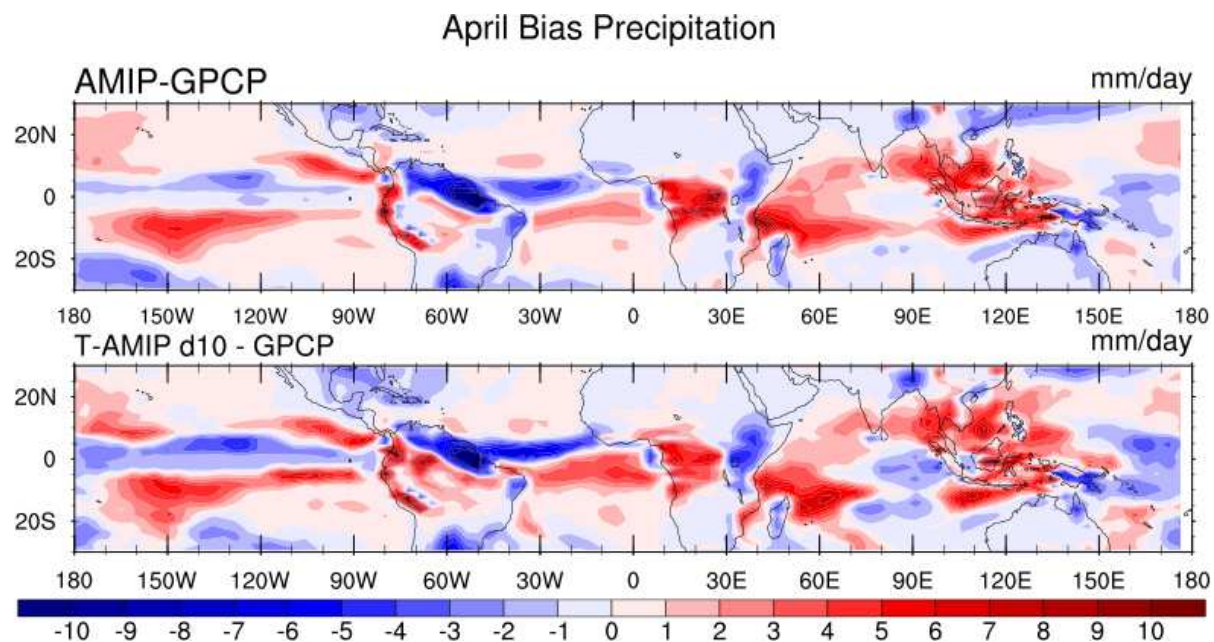 April Bias Precipitation
AMIP-GPCP mm/day
20N
0
20S
180 150W 120W 90W 60W 30W 0 30E 60E 90E 120E 150E 180
T-AMIP d10 - GPCP mm/day
20N
0
20S
180 150W 120W 90W 60W 30W 0 30E 60E 90E 120E 150E 180
-10 -9 -8 -7 -6 -5 -4 -3 -2 -1 0 1 2 3 4 5 6 7 8 9 10